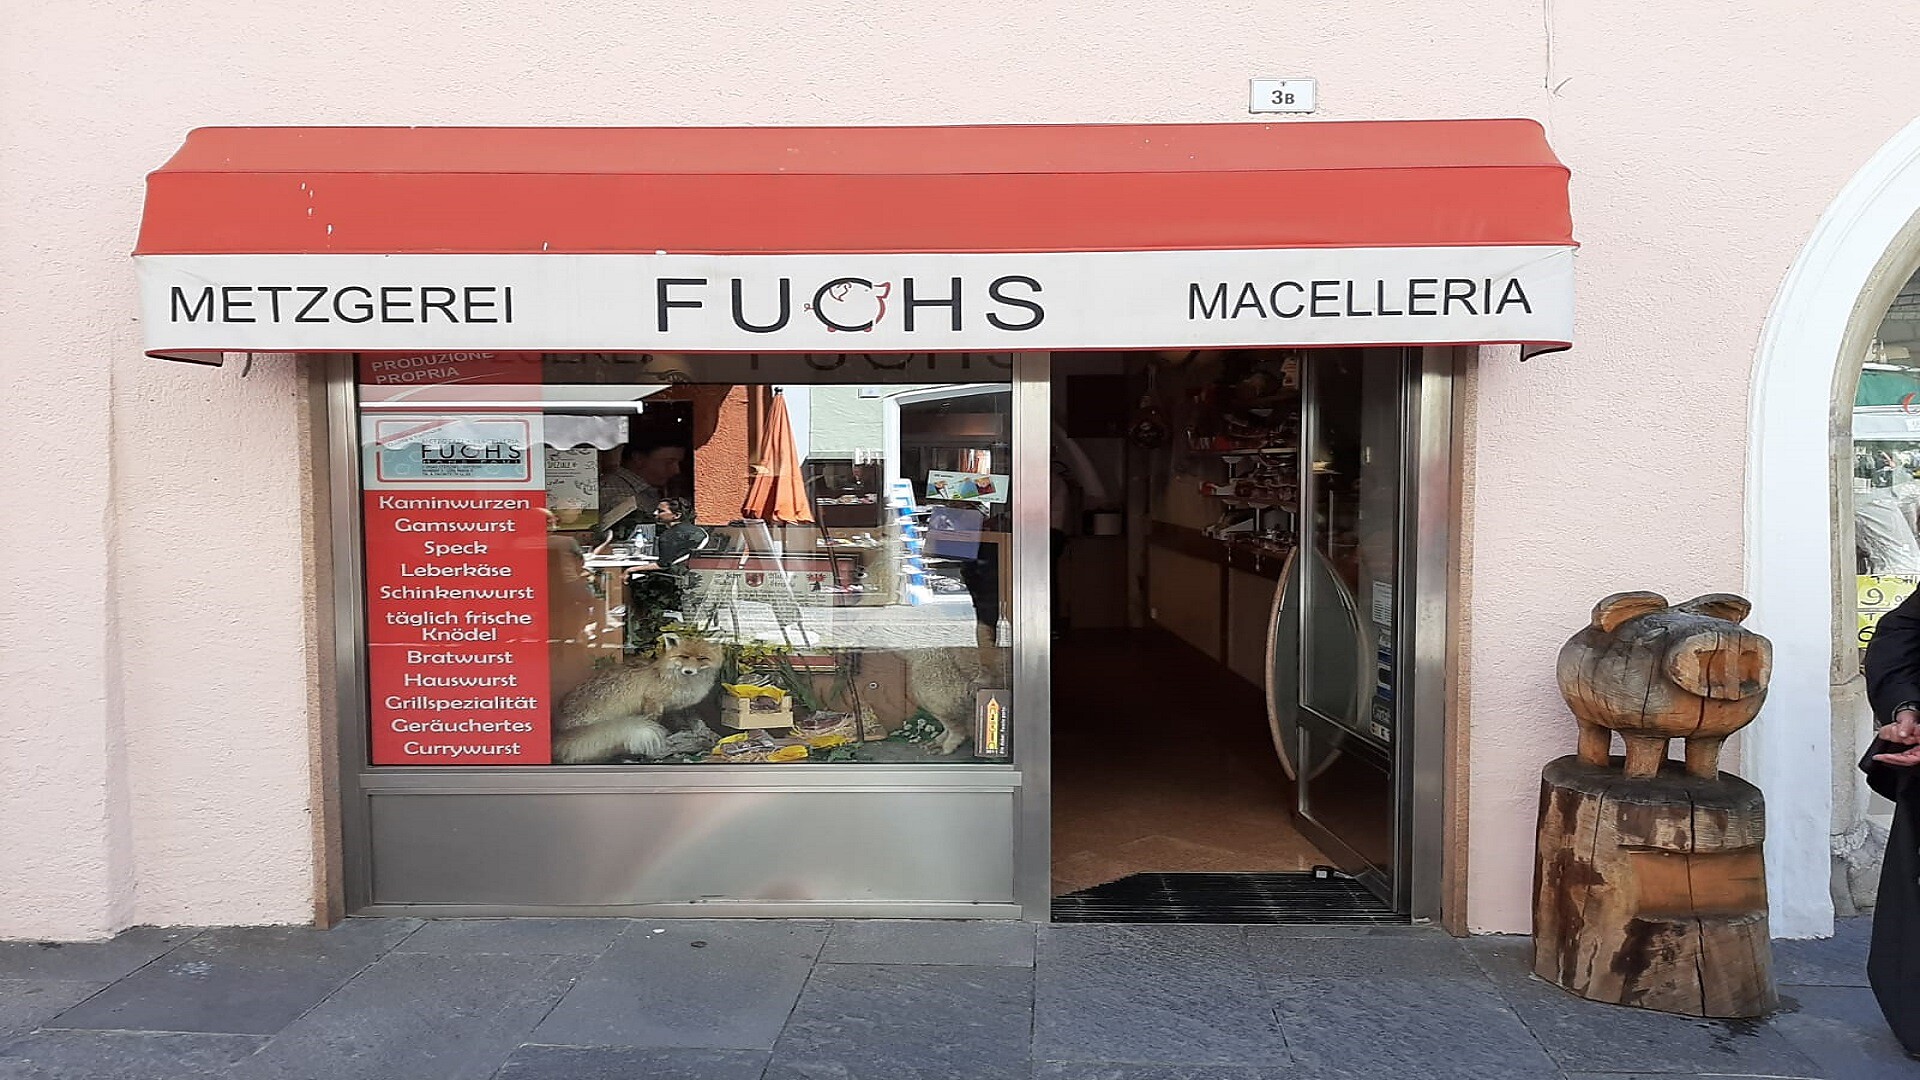 3B
METZGEREI FUCHS MACELLERIA
PRODUZIONE
PROPRIA
FUCHS
Kaminwurzen
Gamswurst
Speck
Leberkäse
Schinkenwurst
täglich frische
Knödel
Bratwurst
Hauswurst
Grillspezialität
Geräuchertes
Currywurst